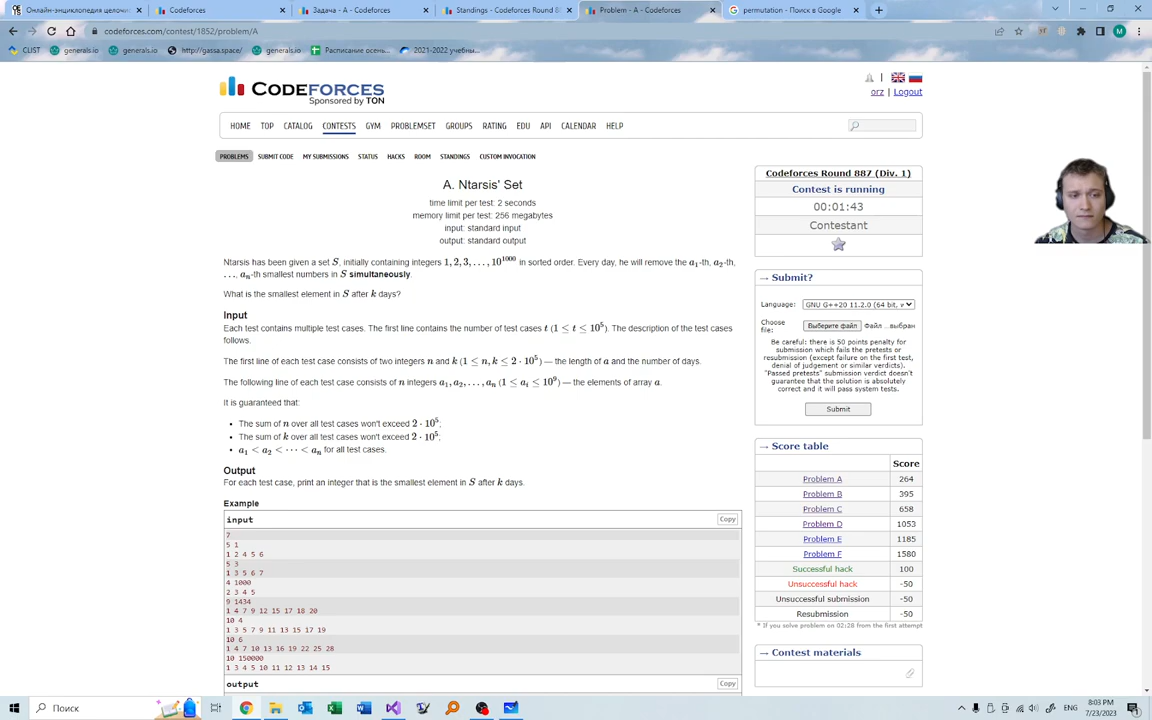 Онлайн-энциклопедия целочи
Codeforces
Задача - A - Codeforces
Standings - Codeforces Round 88
Problem - A - Codeforces
permutation - Поиск в Google
codeforces.com/contest/1852/problem/A
CLIST
generals.io
generals.io
http://gassa.space/
generals.io
Расписание осень...
2021-2022 учебны...
CODEFORCES
Sponsored by TON
orz | Logout
HOME TOP CATALOG CONTESTS GYM PROBLEMSET GROUPS RATING EDU API CALENDAR HELP
PROBLEMS SUBMIT CODE MY SUBMISSIONS STATUS HACKS ROOM STANDINGS CUSTOM INVOCATION
A. Ntarsis' Set
time limit per test: 2 seconds
memory limit per test: 256 megabytes
input: standard input
output: standard output
Ntarsis has been given a set S, initially containing integers 1, 2, 3, ..., 10^1000 in sorted order. Every day, he will remove the a1-th, a2-th,
..., an-th smallest numbers in S simultaneously.
What is the smallest element in S after k days?
Input
Each test contains multiple test cases. The first line contains the number of test cases t (1 ≤ t ≤ 10^5). The description of the test cases
follows.
The first line of each test case consists of two integers n and k (1 ≤ n, k ≤ 2 · 10^5) — the length of a and the number of days.
The following line of each test case consists of n integers a1, a2, ..., an (1 ≤ ai ≤ 10^9) — the elements of array a.
It is guaranteed that:
• The sum of n over all test cases won't exceed 2 · 10^5;
• The sum of k over all test cases won't exceed 2 · 10^5;
• a1 < a2 < ··· < an for all test cases.
Output
For each test case, print an integer that is the smallest element in S after k days.
Example
input
Copy
7
5 1
1 2 4 5 6
5 3
1 3 5 6 7
4 1000
2 3 4 5
9 1434
1 4 7 9 12 15 17 18 20
10 4
1 3 5 7 9 11 13 15 17 19
10 6
1 4 7 10 13 16 19 22 25 28
10 150000
1 3 4 5 10 11 12 13 14 15
output
Copy
Codeforces Round 887 (Div. 1)
Contest is running
00:01:43
Contestant
→ Submit?
Language: GNU G++20 11.2.0 (64 bit, v
Choose file: Выберите файл Файл ...выбран
Be careful: there is 50 points penalty for
submission which fails the pretests or
resubmission (except failure on the first test,
denial of judgement or similar verdicts).
"Passed pretests" submission verdict doesn't
guarantee that the solution is absolutely
correct and it will pass system tests.
Submit
→ Score table
Score
Problem A 264
Problem B 395
Problem C 658
Problem D 1053
Problem E 1185
Problem F 1580
Successful hack 100
Unsuccessful hack -50
Unsuccessful submission -50
Resubmission -50
* If you solve problem on 02:28 from the first attempt
→ Contest materials
Поиск
ENG
8:03 PM
7/23/2023